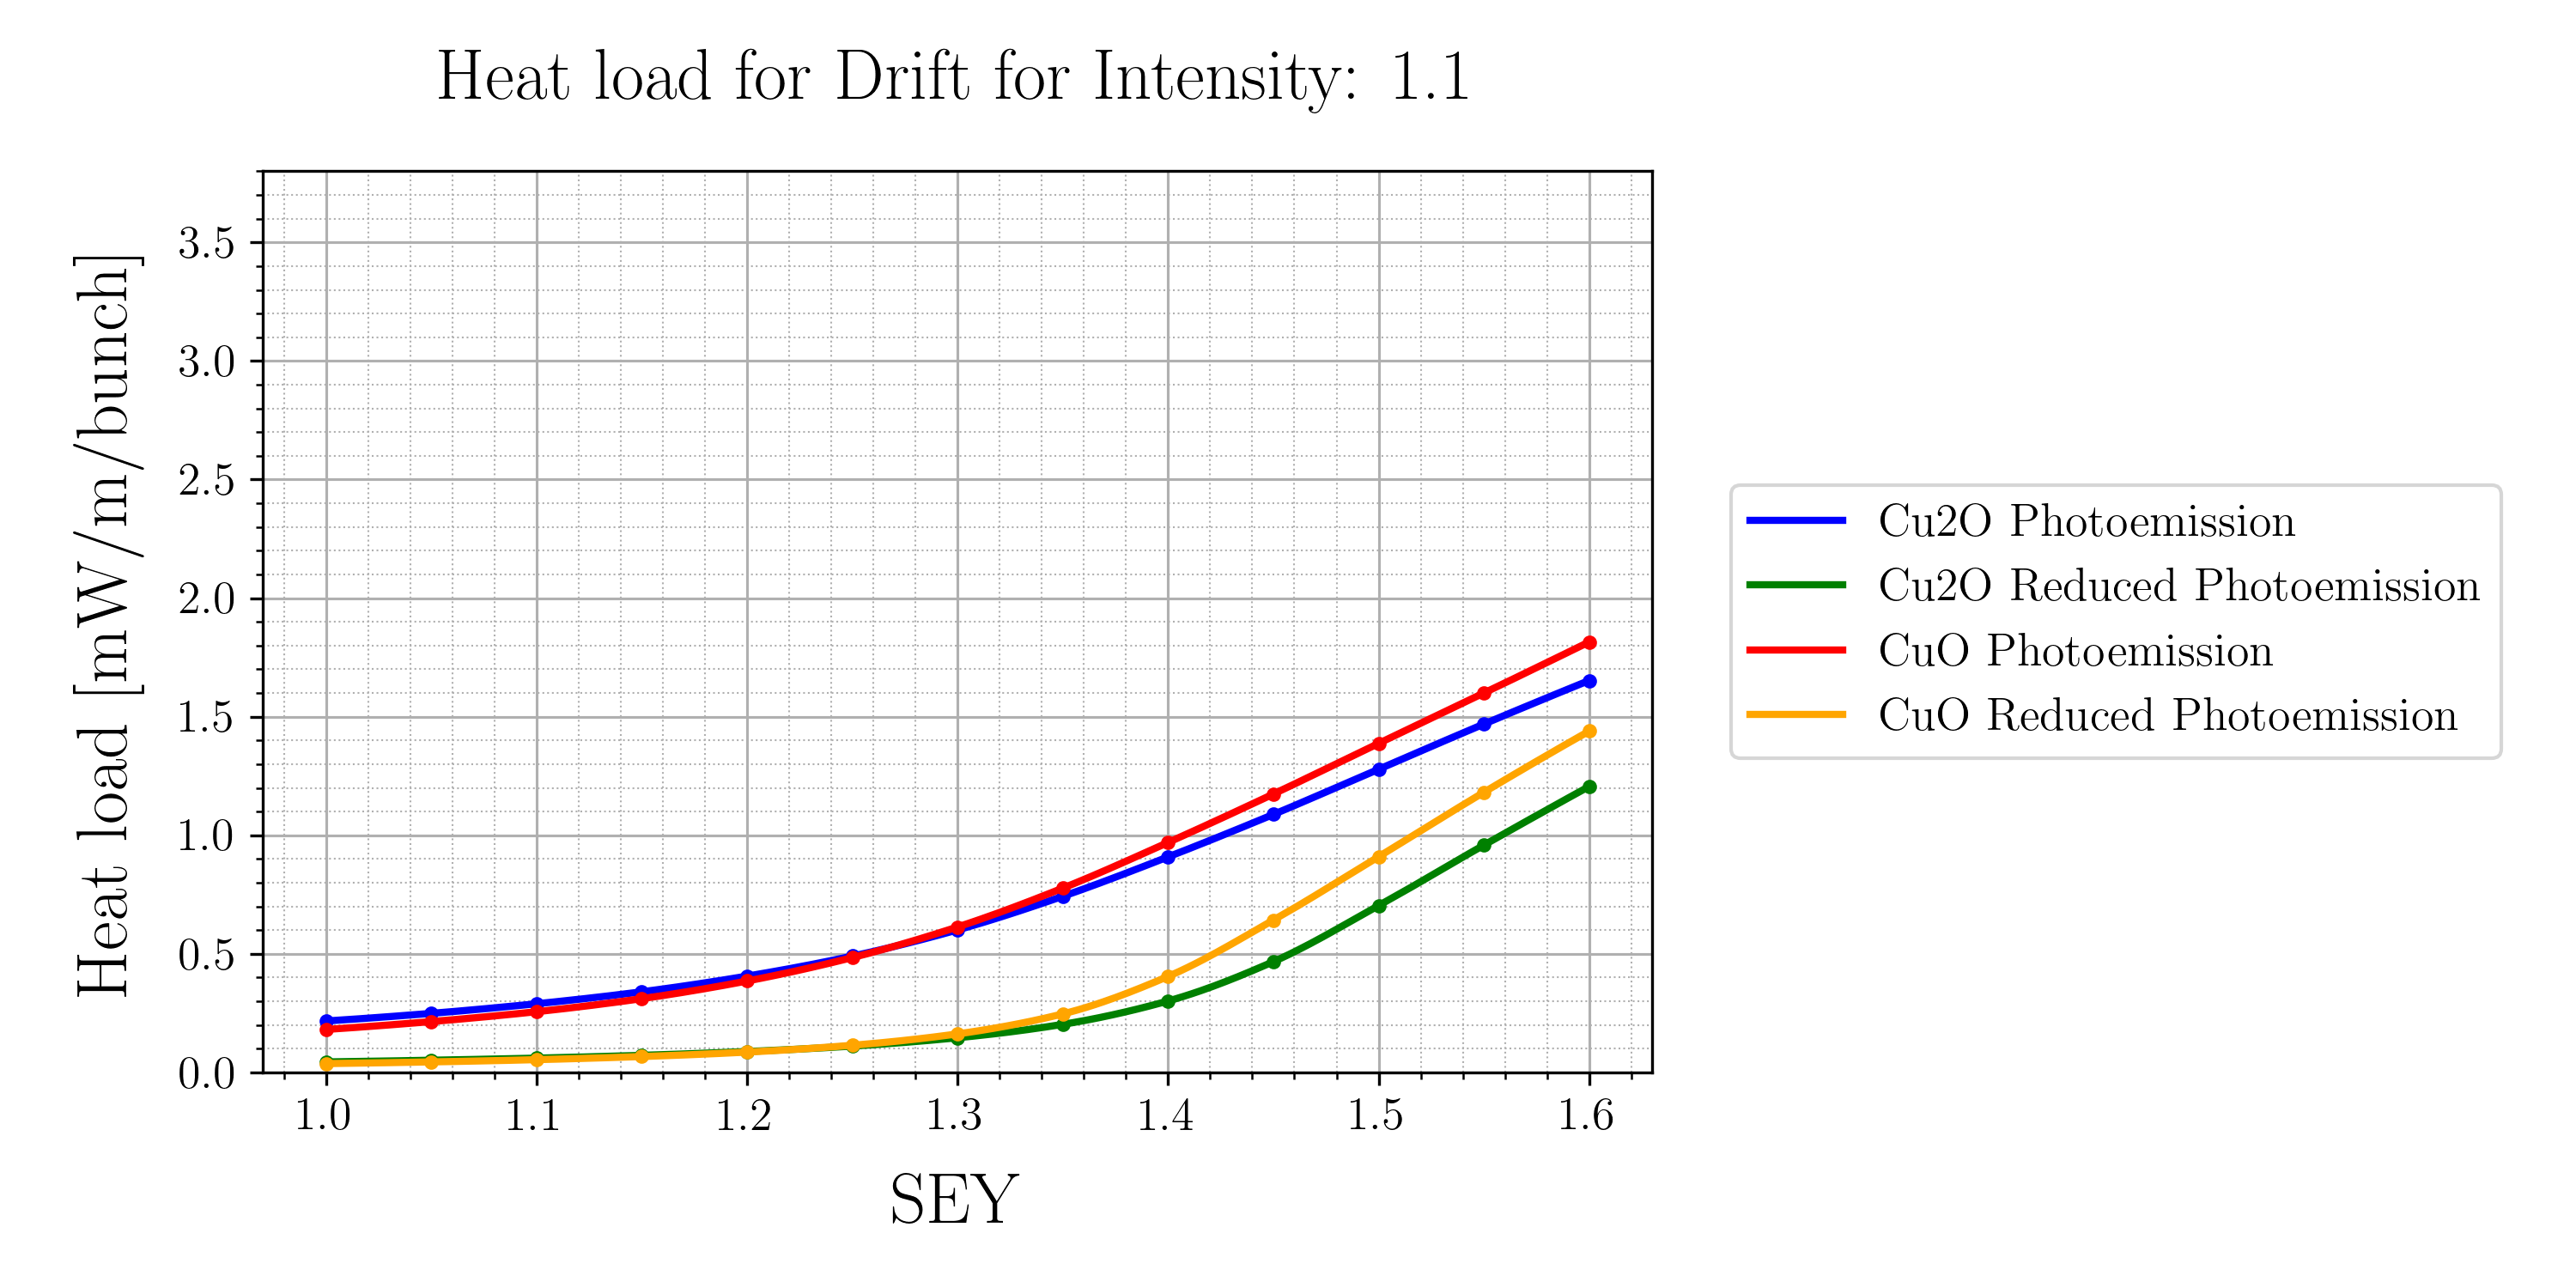 Heat load for Drift for Intensity: 1.1
Heat load [mW/m/bunch]
3.5
3.0
2.5
2.0
1.5
1.0
0.5
0.0
1.0 1.1 1.2 1.3 1.4 1.5 1.6
SEY
Cu2O Photoemission
Cu2O Reduced Photoemission
CuO Photoemission
CuO Reduced Photoemission